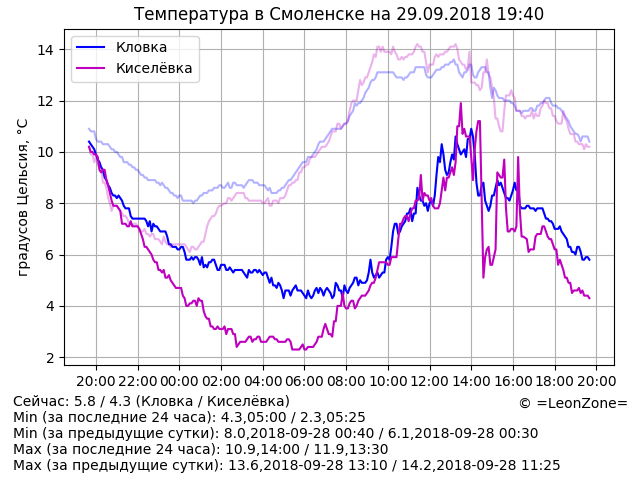 Температура в Смоленске на 29.09.2018 19:40
Кловка
Киселёвка
градусов Цельсия, °C
14
12
10
8
6
4
2
20:00 22:00 00:00 02:00 04:00 06:00 08:00 10:00 12:00 14:00 16:00 18:00 20:00
Сейчас: 5.8 / 4.3 (Кловка / Киселёвка)
© =LeonZone=
Min (за последние 24 часа): 4.3,05:00 / 2.3,05:25
Min (за предыдущие сутки): 8.0,2018-09-28 00:40 / 6.1,2018-09-28 00:30
Max (за последние 24 часа): 10.9,14:00 / 11.9,13:30
Max (за предыдущие сутки): 13.6,2018-09-28 13:10 / 14.2,2018-09-28 11:25